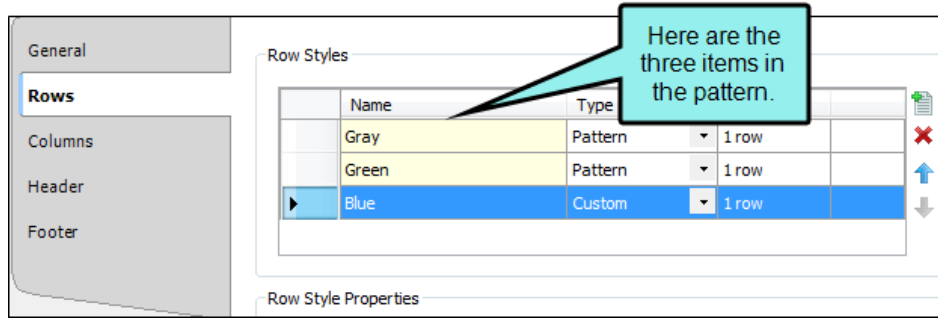 General
Rows
Columns
Header
Footer
Row Styles
Here are the
three items in
the pattern.
Name Type
Gray Pattern 1 row
Green Pattern 1 row
Blue Custom 1 row
Row Style Properties